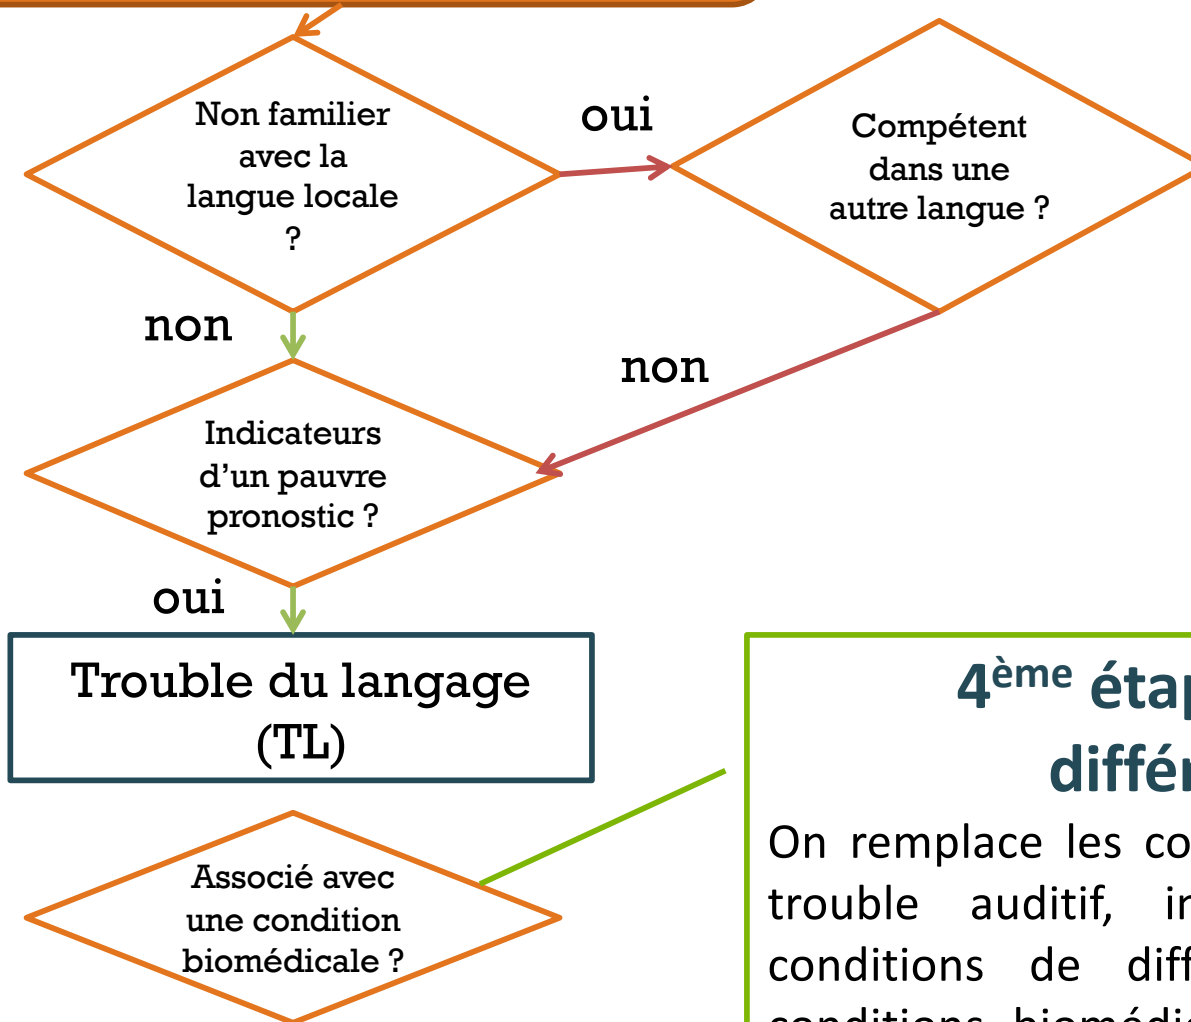 Non familier
avec la
langue locale
?
oui
Compétent
dans une
autre langue ?
non
non
Indicateurs
d’un pauvre
pronostic ?
oui
Trouble du langage
(TL)
Associé avec
une condition
biomédicale ?
4ème
On remplace les
trouble auditif,
conditions de
conditions